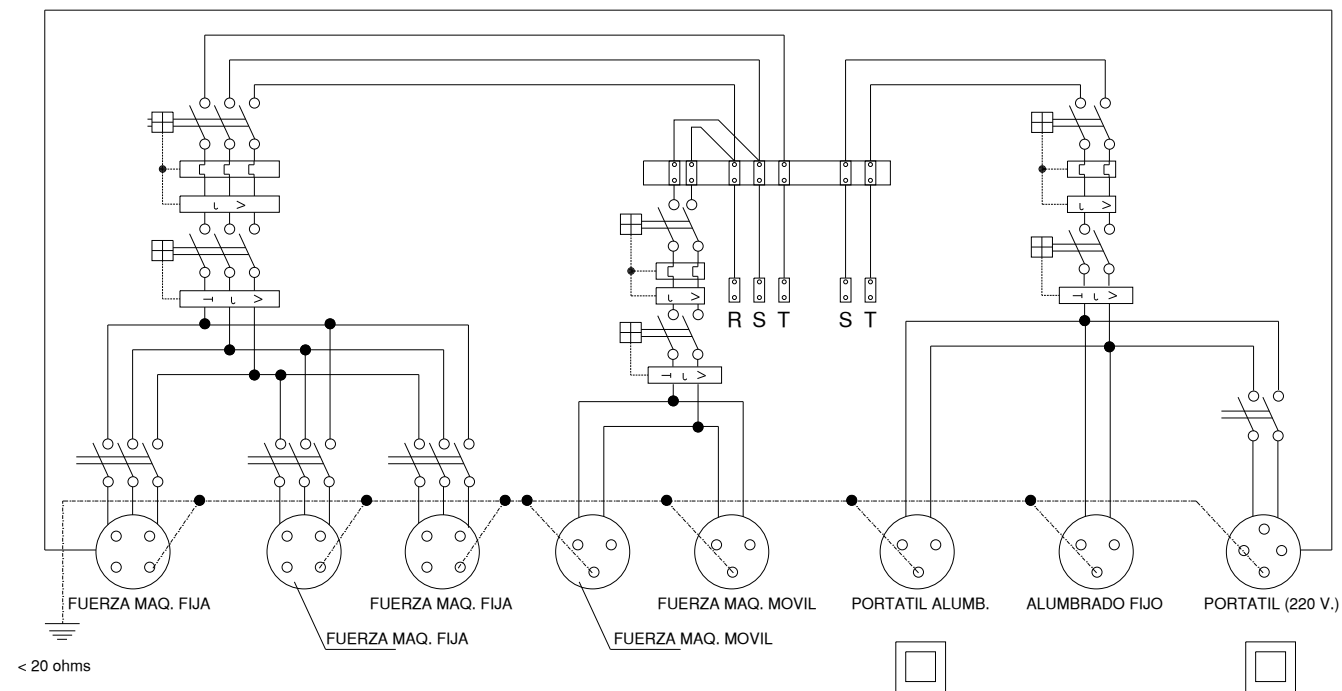 R S T S T
FUERZA MAQ. FIJA
FUERZA MAQ. FIJA
FUERZA MAQ. MOVIL
PORTATIL ALUMB.
ALUMBRADO FIJO
PORTATIL (220 V.)
FUERZA MAQ. FIJA
FUERZA MAQ. MOVIL
< 20 ohms